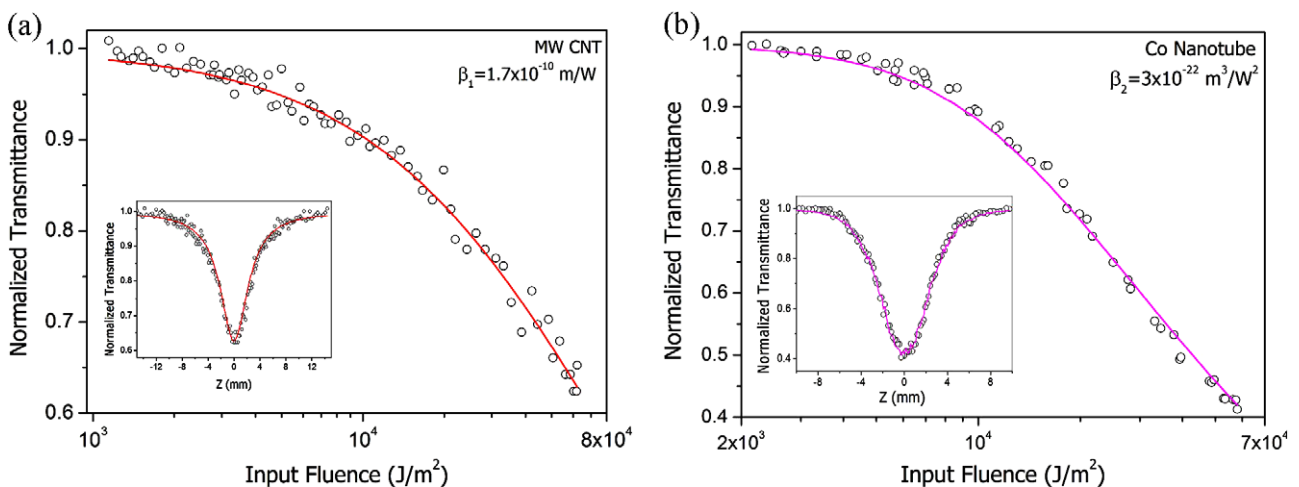 (a)
MW CNT
β₁=1.7x10⁻¹⁰ m/W
Normalized Transmittance
1.0
0.9
0.8
0.7
0.6
10³
10⁴
8x10⁴
Input Fluence (J/m²)
Normalized Transmittance
1.0
0.9
0.8
0.7
0.6
-12 -8 -4 0 4 8 12
Z (mm)
(b)
Co Nanotube
β₂=3x10⁻²² m³/W²
Normalized Transmittance
1.0
0.9
0.8
0.7
0.6
0.5
0.4
2x10³
10⁴
7x10⁴
Input Fluence (J/m²)
Normalized Transmittance
1.0
0.8
0.6
0.4
-8 -4 0 4 8
Z (mm)